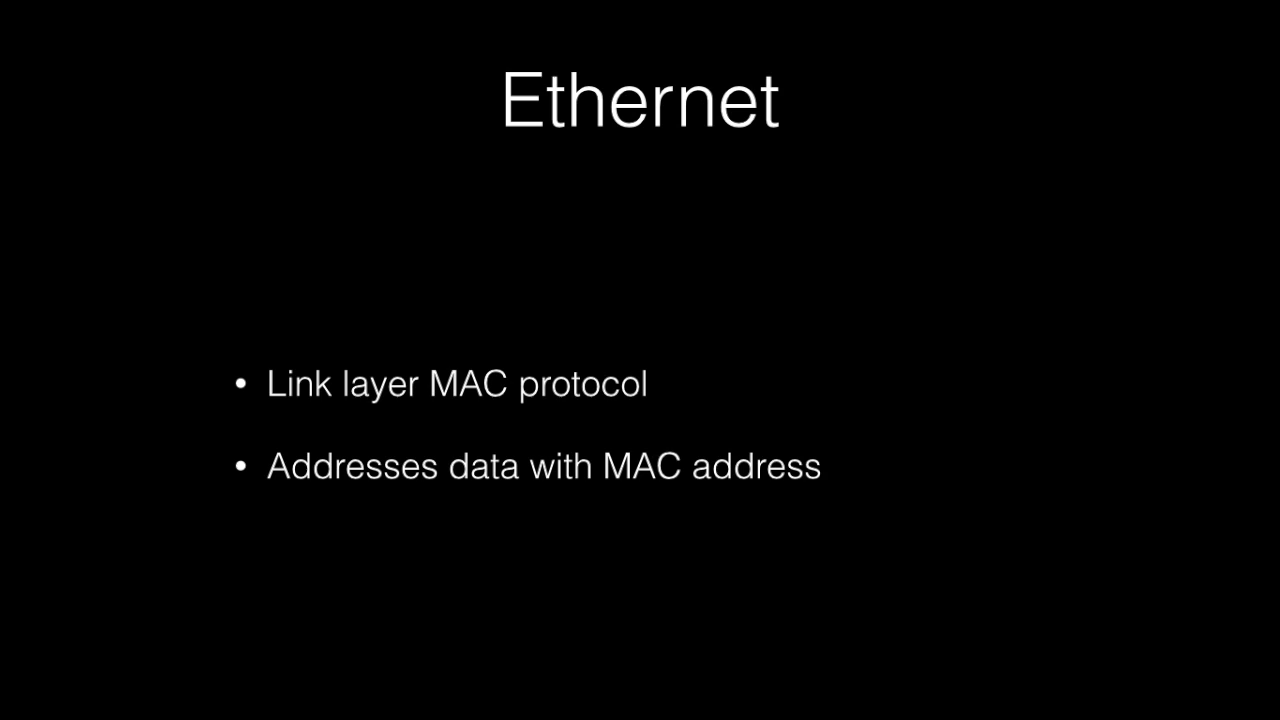 Ethernet
• Link layer MAC protocol
• Addresses data with MAC address